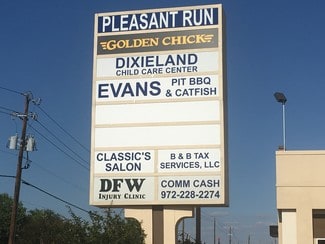 PLEASANT RUN
GOLDEN CHICK
DIXIELAND
CHILD CARE CENTER
EVANS PIT BBQ
& CATFISH
CLASSIC'S
SALON
B & B TAX
SERVICES, LLC
DFW
INJURY CLINIC
COMM CASH
972-228-2274